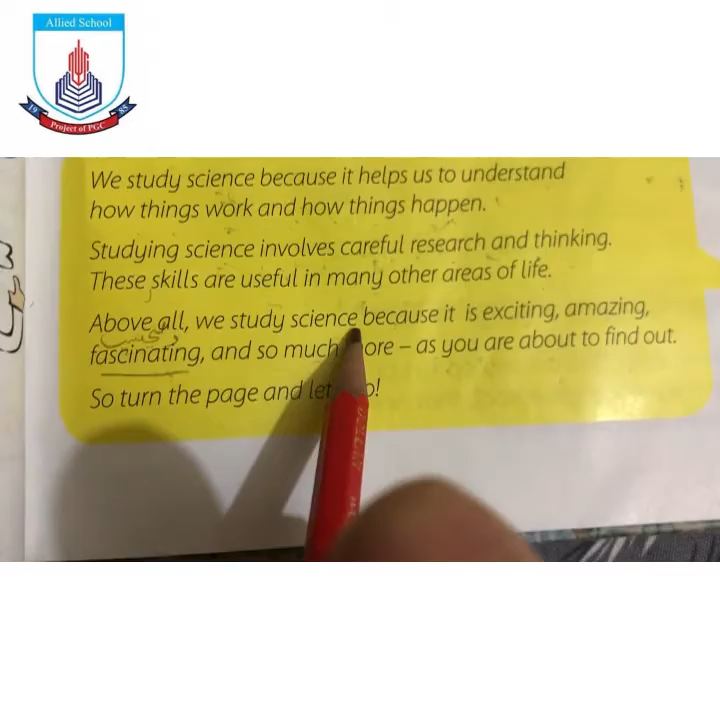 Allied School
19 85
Project of PGC
We study science because it helps us to understand
how things work and how things happen.
Studying science involves careful research and thinking.
These skills are useful in many other areas of life.
Above all, we study science because it is exciting, amazing,
fascinating, and so much ore – as you are about to find out.
So turn the page and let o!